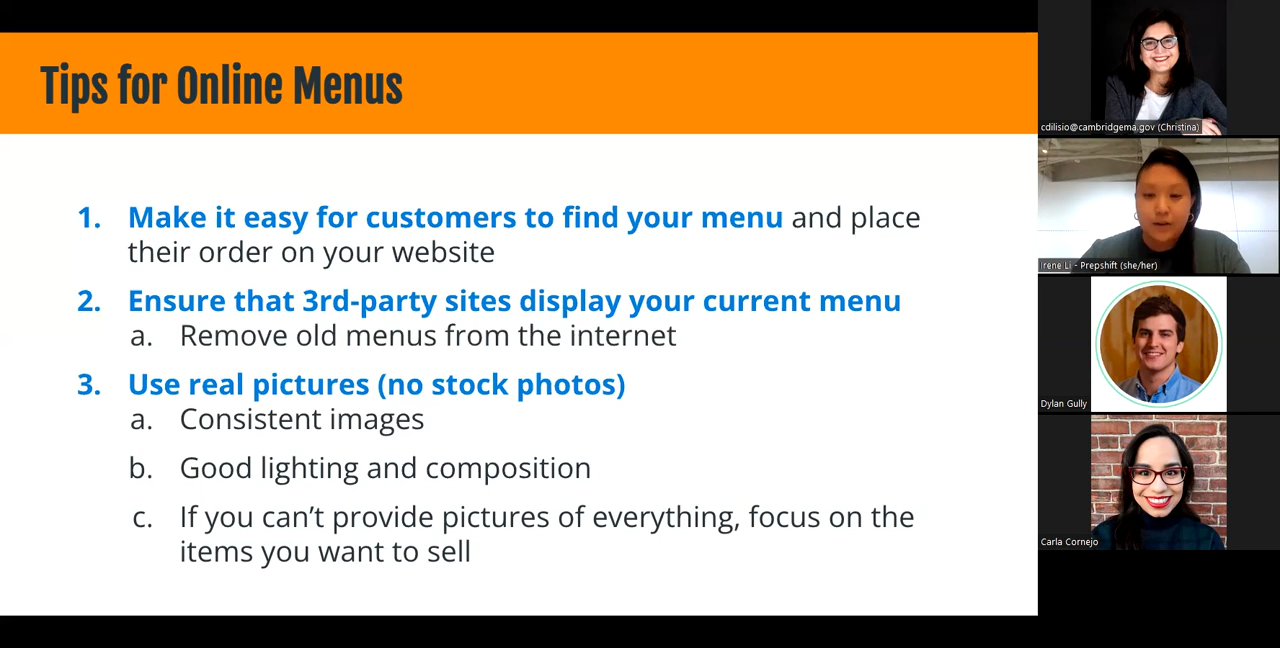 Tips for Online Menus
1. Make it easy for customers to find your menu and place
their order on your website
2. Ensure that 3rd-party sites display your current menu
a. Remove old menus from the internet
3. Use real pictures (no stock photos)
a. Consistent images
b. Good lighting and composition
c. If you can’t provide pictures of everything, focus on the
items you want to sell
cdilisio@cambridgema.gov (Christina)
Irene Li - Prepshift (she/her)
Dylan Gully
Carla Cornejo